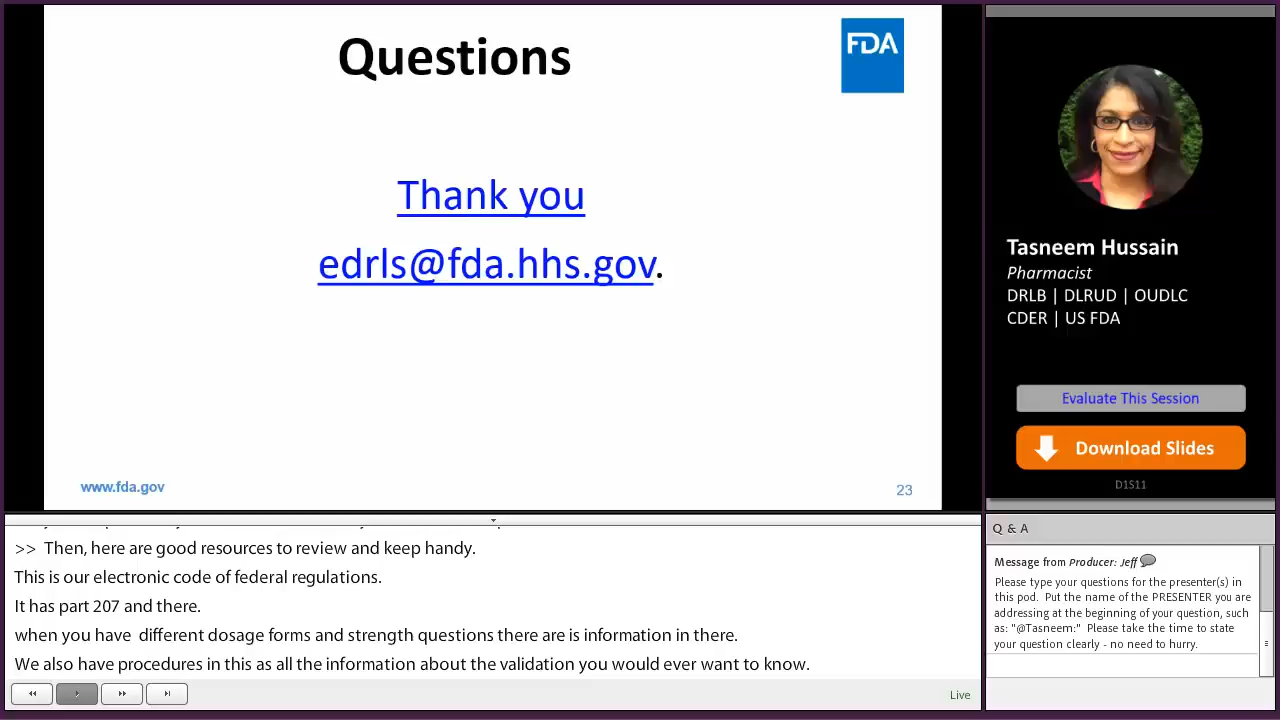 Questions
FDA
Thank you
edrls@fda.hhs.gov.
www.fda.gov
23
Tasneem Hussain
Pharmacist
DRLB | DLRUD | OUDLC
CDER | US FDA
Evaluate This Session
Download Slides
D1S11
>> Then, here are good resources to review and keep handy.
This is our electronic code of federal regulations.
It has part 207 and there.
when you have different dosage forms and strength questions there are is information in there.
We also have procedures in this as all the information about the validation you would ever want to know.
Live
Q & A
Message from Producer: Jeff
Please type your questions for the presenter(s) in
this pod. Put the name of the PRESENTER you are
addressing at the beginning of your question, such
as: "@Tasneem:" Please take the time to state
your question clearly - no need to hurry.